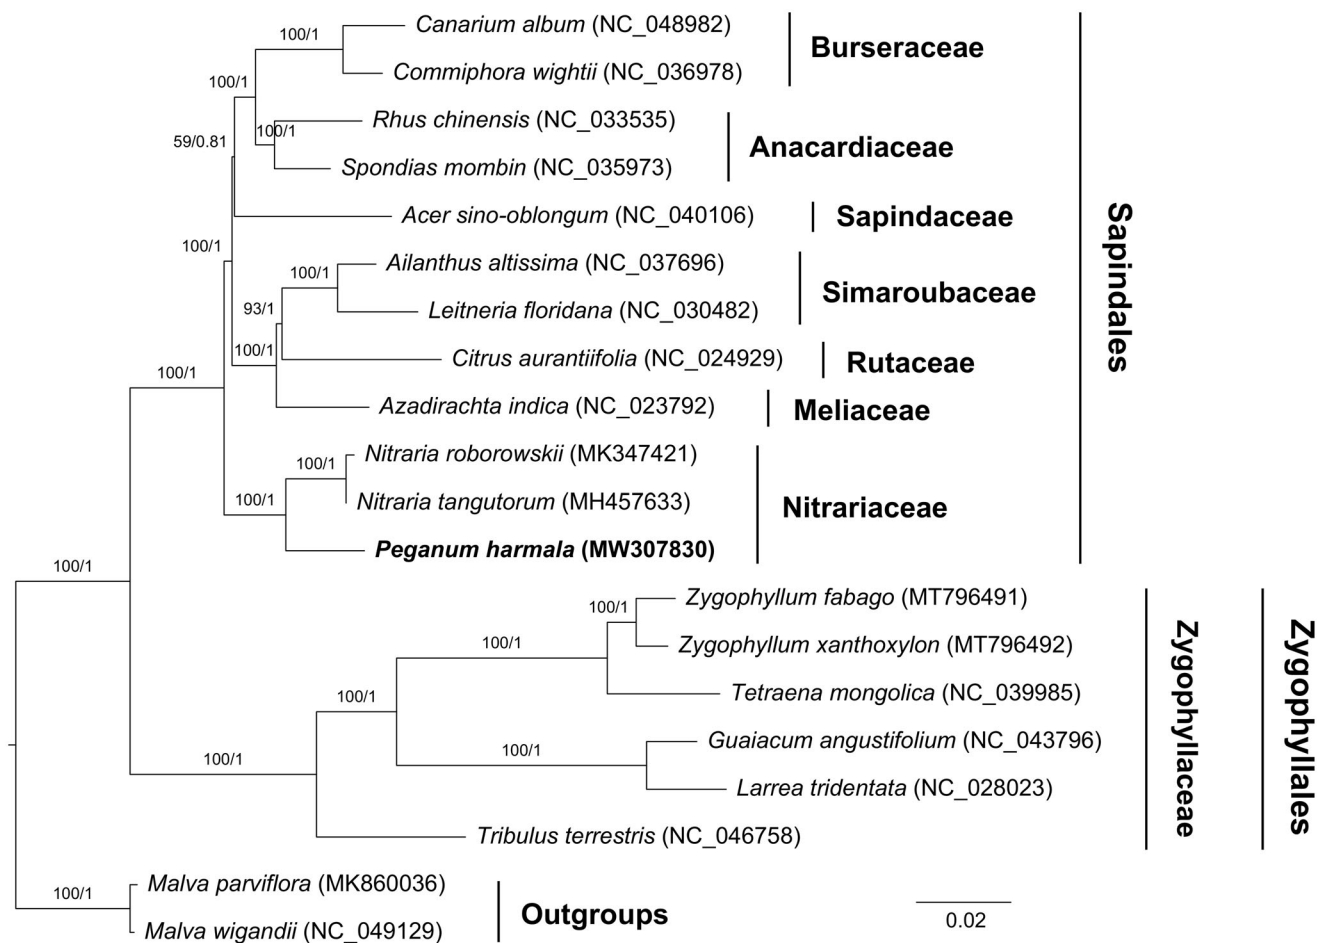 100/1
Canarium album (NC_048982)
Burseraceae
Commiphora wightii (NC_036978)
100/1
Rhus chinensis (NC_033535)
100/1
59/0.81
Anacardiaceae
Spondias mombin (NC_035973)
Acer sino-oblongum (NC_040106)
Sapindaceae
Sapindales
100/1
Ailanthus altissima (NC_037696)
100/1
Simaroubaceae
93/1
Leitneria floridana (NC_030482)
100/1
Citrus aurantiifolia (NC_024929)
Rutaceae
100/1
Azadirachta indica (NC_023792)
Meliaceae
Nitraria roborowskii (MK347421)
100/1
100/1
Nitraria tangutorum (MH457633)
Nitrariaceae
Peganum harmala (MW307830)
100/1
Zygophyllum fabago (MT796491)
100/1
Zygophyllum xanthoxylon (MT796492)
100/1
Tetraena mongolica (NC_039985)
100/1
Guaiacum angustifolium (NC_043796)
100/1
100/1
Larrea tridentata (NC_028023)
Zygophyllaceae
Zygophyllales
Tribulus terrestris (NC_046758)
Malva parviflora (MK860036)
100/1
Outgroups
Malva wigandii (NC_049129)
0.02